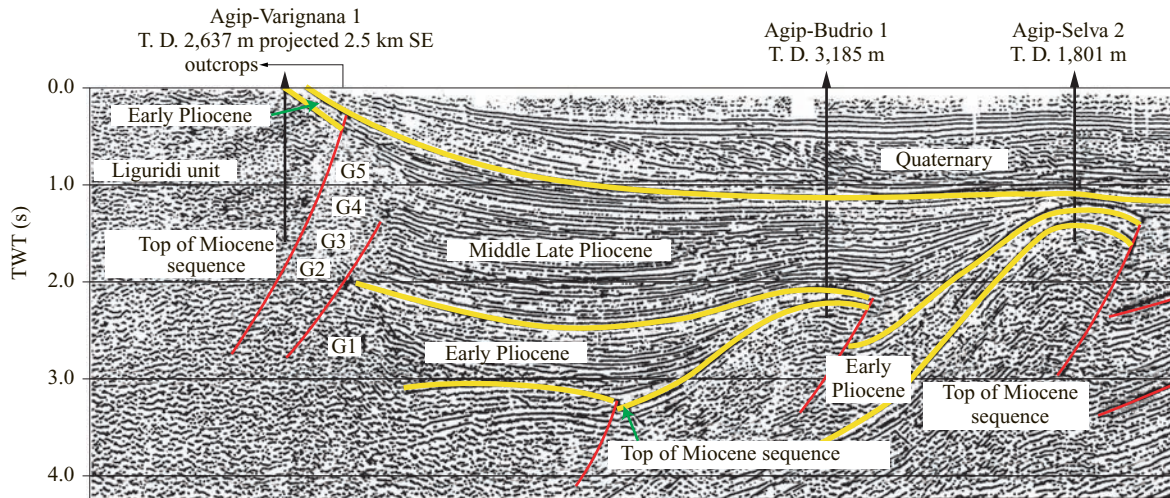 Agip-Varignana 1
T. D. 2,637 m projected 2.5 km SE
outcrops
Agip-Budrio 1
T. D. 3,185 m
Agip-Selva 2
T. D. 1,801 m
0.0
1.0
2.0
3.0
4.0
TWT (s)
Early Pliocene
Liguridi unit
Top of Miocene
sequence
G5
G4
G3
G2
G1
Quaternary
Middle Late Pliocene
Early Pliocene
Early
Pliocene
Top of Miocene
sequence
Top of Miocene sequence